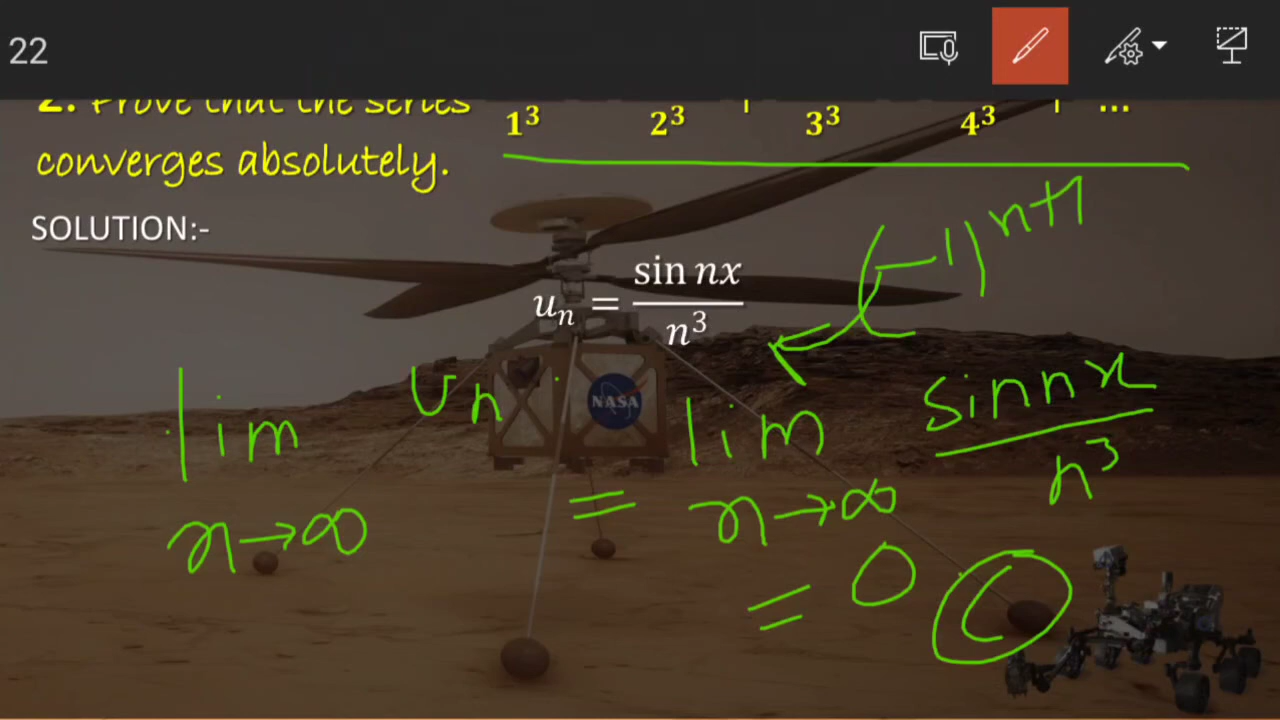 22
2. Prove that the series
1³ 2³ 3³ 4³ ...
converges absolutely.
SOLUTION:-
(-1)ⁿ⁺¹
uₙ = sin nx / n³
NASA
lim n→∞ Un = lim n→∞ sin nx / n³
= 0 C